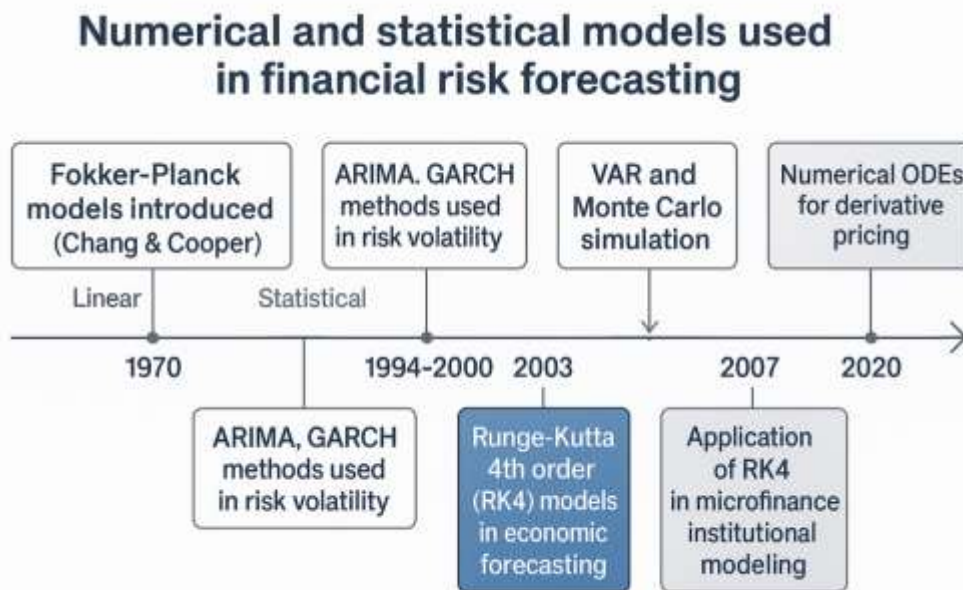 Numerical and statistical models used
in financial risk forecasting
Fokker-Planck
models introduced
(Chang & Cooper)
ARIMA. GARCH
methods used
in risk volatility
VAR and
Monte Carlo
simulation
Numerical ODEs
for derivative
pricing
Linear
Statistical
1970
1994-2000
2003
2007
2020
ARIMA, GARCH
methods used
in risk volatility
Runge-Kutta
4th order
(RK4) models
in economic
forecasting
Application
of RK4
in microfinance
institutional
modeling